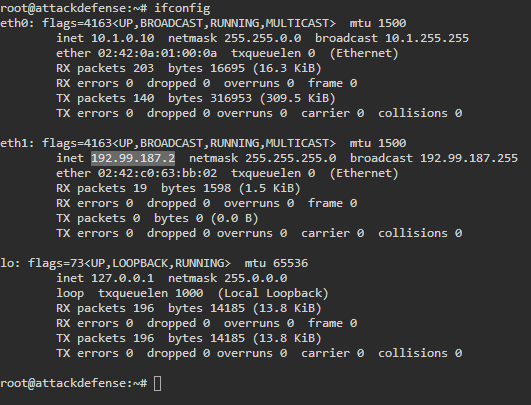 root@attackdefense:~# ifconfig
eth0: flags=4163<UP,BROADCAST,RUNNING,MULTICAST>  mtu 1500
        inet 10.1.0.10  netmask 255.255.0.0  broadcast 10.1.255.255
        ether 02:42:0a:01:00:0a  txqueuelen 0  (Ethernet)
        RX packets 203  bytes 16695 (16.3 KiB)
        RX errors 0  dropped 0  overruns 0  frame 0
        TX packets 140  bytes 316953 (309.5 KiB)
        TX errors 0  dropped 0 overruns 0  carrier 0  collisions 0

eth1: flags=4163<UP,BROADCAST,RUNNING,MULTICAST>  mtu 1500
        inet 192.99.187.2  netmask 255.255.255.0  broadcast 192.99.187.255
        ether 02:42:c0:63:bb:02  txqueuelen 0  (Ethernet)
        RX packets 19  bytes 1598 (1.5 KiB)
        RX errors 0  dropped 0  overruns 0  frame 0
        TX packets 0  bytes 0 (0.0 B)
        TX errors 0  dropped 0 overruns 0  carrier 0  collisions 0

lo: flags=73<UP,LOOPBACK,RUNNING>  mtu 65536
        inet 127.0.0.1  netmask 255.0.0.0
        loop  txqueuelen 1000  (Local Loopback)
        RX packets 196  bytes 14185 (13.8 KiB)
        RX errors 0  dropped 0  overruns 0  frame 0
        TX packets 196  bytes 14185 (13.8 KiB)
        TX errors 0  dropped 0 overruns 0  carrier 0  collisions 0

root@attackdefense:~#